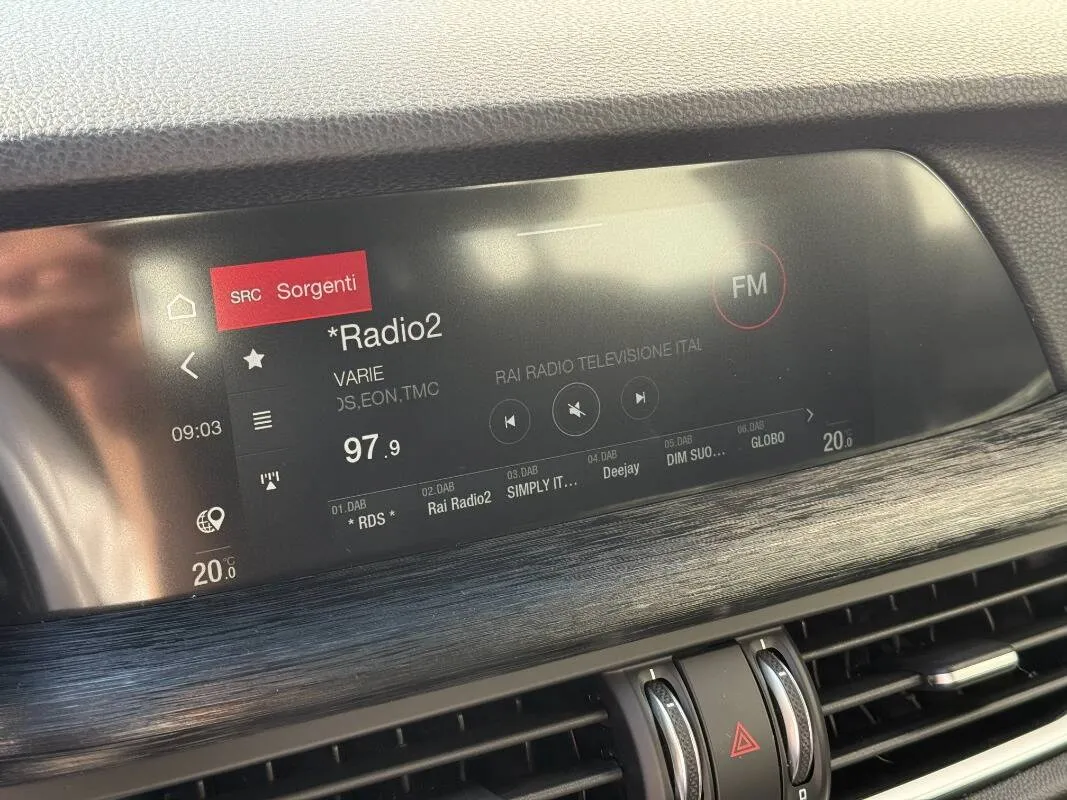 SRC Sorgenti
*Radio2
FM
VARIE
RAI RADIO TELEVISIONE ITAL
OS,EON,TMC
09:03
97.9
01.DAB
* RDS *
02.DAB
Rai Radio2
03.DAB
SIMPLY IT...
04.DAB
Deejay
05.DAB
DIM SUO...
06.DAB
GLOBO
20.0 °C
20.0 °C